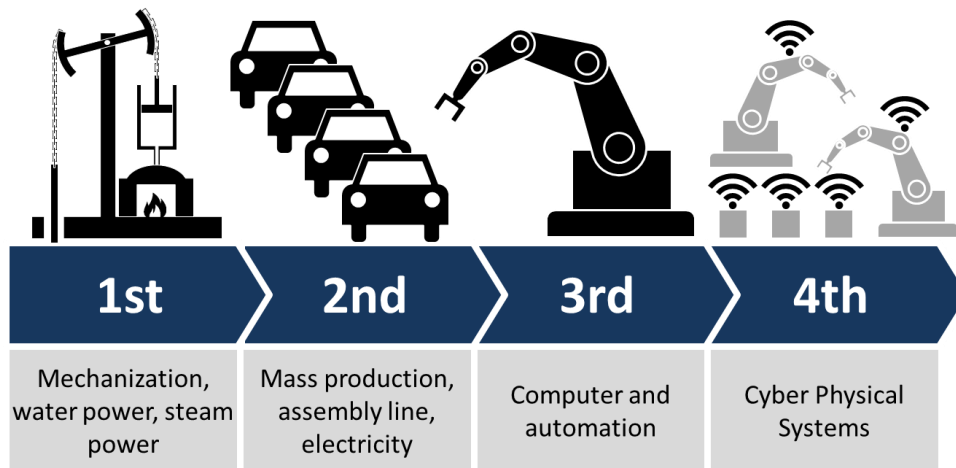 1st
2nd
3rd
4th
Mechanization,
water power, steam
power
Mass production,
assembly line,
electricity
Computer and
automation
Cyber Physical
Systems